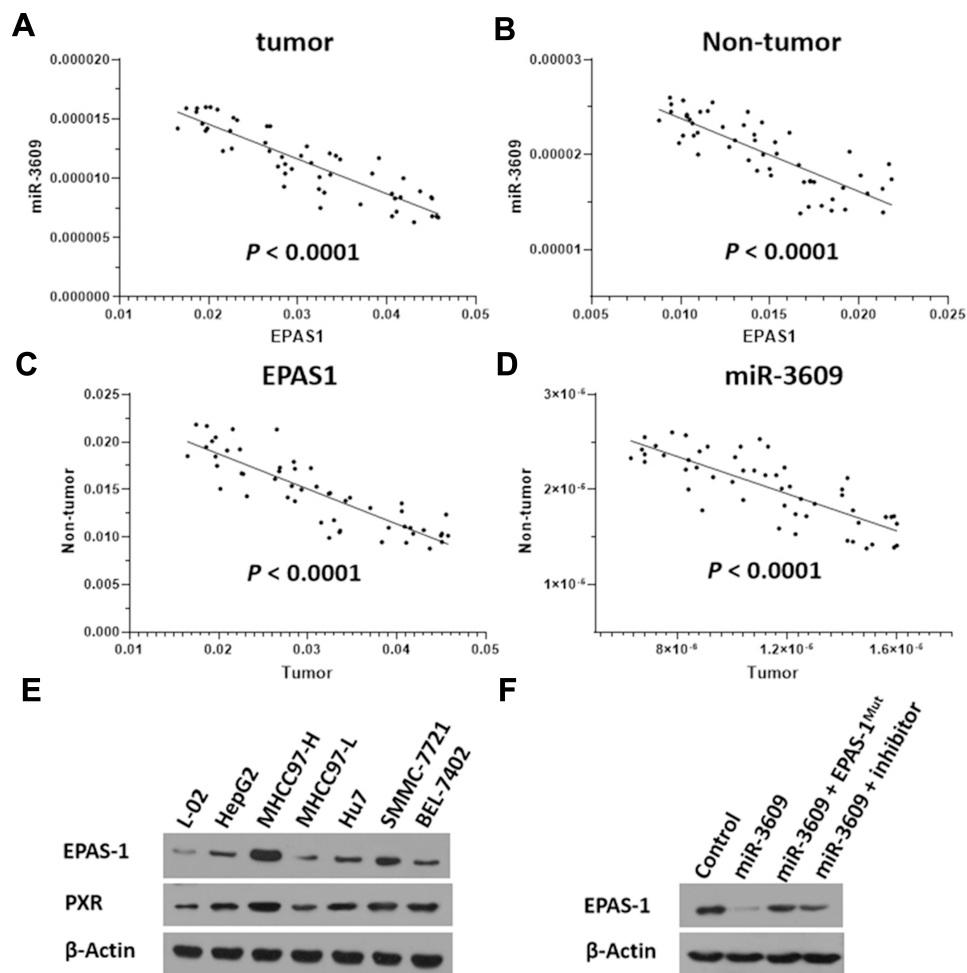 A
tumor
miR-3609
0.000020
0.000015
0.000010
0.000005
0.000000
P < 0.0001
0.01 0.02 0.03 0.04 0.05
EPAS1
B
Non-tumor
miR-3609
0.00003
0.00002
0.00001
P < 0.0001
0.005 0.010 0.015 0.020 0.025
EPAS1
C
EPAS1
Non-tumor
0.025
0.020
0.015
0.010
0.005
0.000
P < 0.0001
0.01 0.02 0.03 0.04 0.05
Tumor
D
miR-3609
Non-tumor
3×10⁻⁶
2×10⁻⁶
1×10⁻⁶
P < 0.0001
8×10⁻⁶ 1.2×10⁻⁶ 1.6×10⁻⁶
Tumor
E
L-02
HepG2
MHCC97-H
MHCC97-L
Hu7
SMMC-7721
BEL-7402
EPAS-1
PXR
β-Actin
F
Control
miR-3609
miR-3609 + EPAS-1ᴹᵘᵗ
miR-3609 + inhibitor
EPAS-1
β-Actin